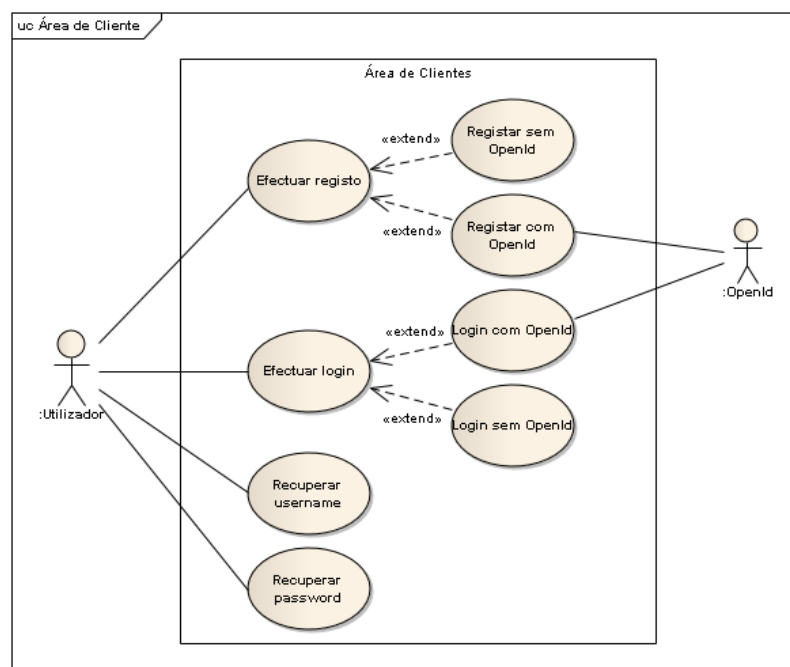 uc Área de Cliente
Área de Clientes
«extend»
Registar sem
OpenId
Efectuar registo
«extend»
Registar com
OpenId
:OpenId
«extend»
Login com OpenId
Efectuar login
:Utilizador
«extend»
Login sem OpenId
Recuperar
username
Recuperar
password